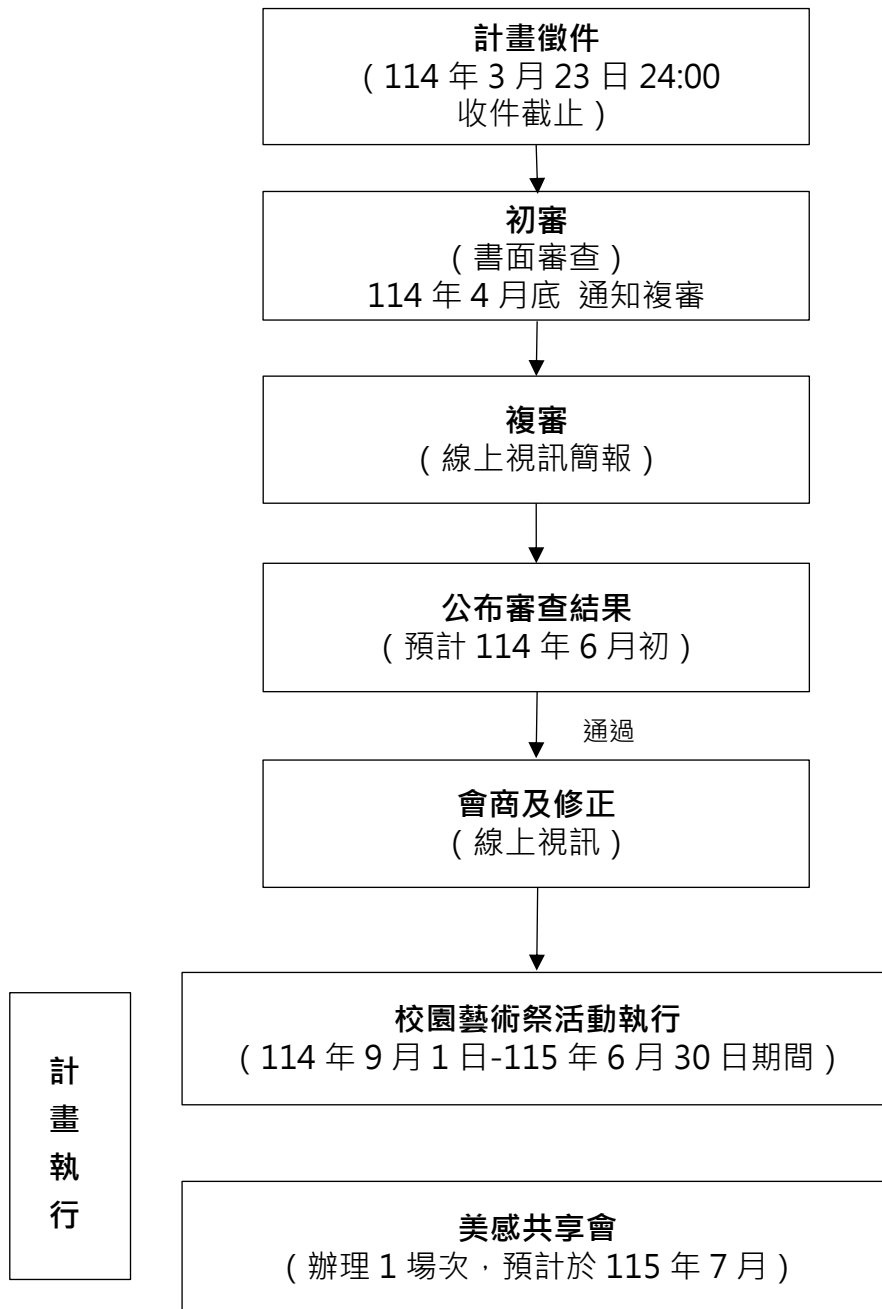 計畫徵件
(114 年 3 月 23 日 24:00
收件截止)
初審
(書面審查)
114 年 4 月底 通知複審
複審
(線上視訊簡報)
公布審查結果
(預計 114 年 6 月初)
通過
會商及修正
(線上視訊)
計
畫
執
行
校園藝術祭活動執行
(114 年 9 月 1 日-115 年 6 月 30 日期間)
美感共享會
(辦理 1 場次,預計於 115 年 7 月)